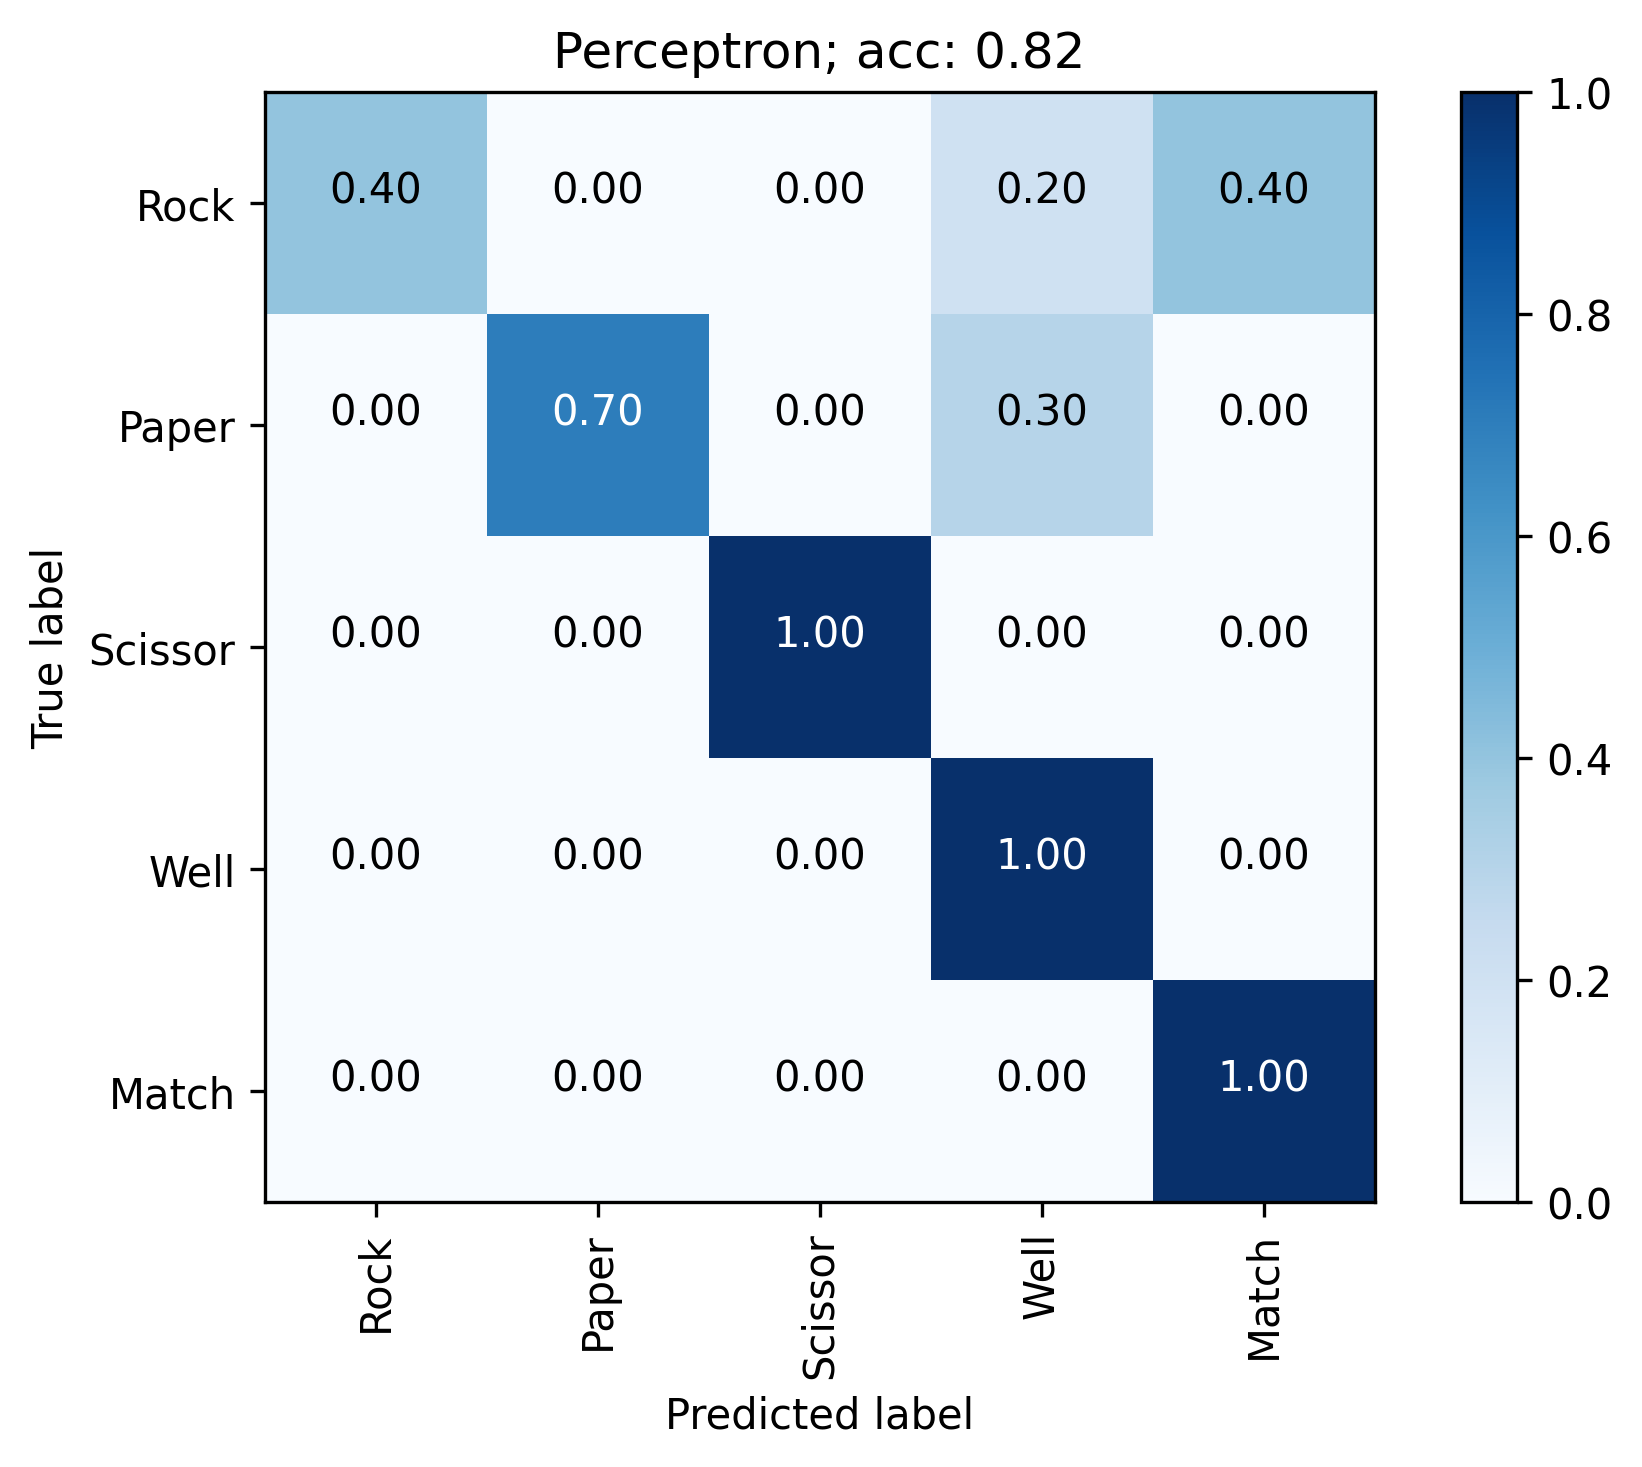 Perceptron; acc: 0.82
True label
Rock 0.40 0.00 0.00 0.20 0.40
Paper 0.00 0.70 0.00 0.30 0.00
Scissor 0.00 0.00 1.00 0.00 0.00
Well 0.00 0.00 0.00 1.00 0.00
Match 0.00 0.00 0.00 0.00 1.00
Rock Paper Scissor Well Match
Predicted label
1.0
0.8
0.6
0.4
0.2
0.0